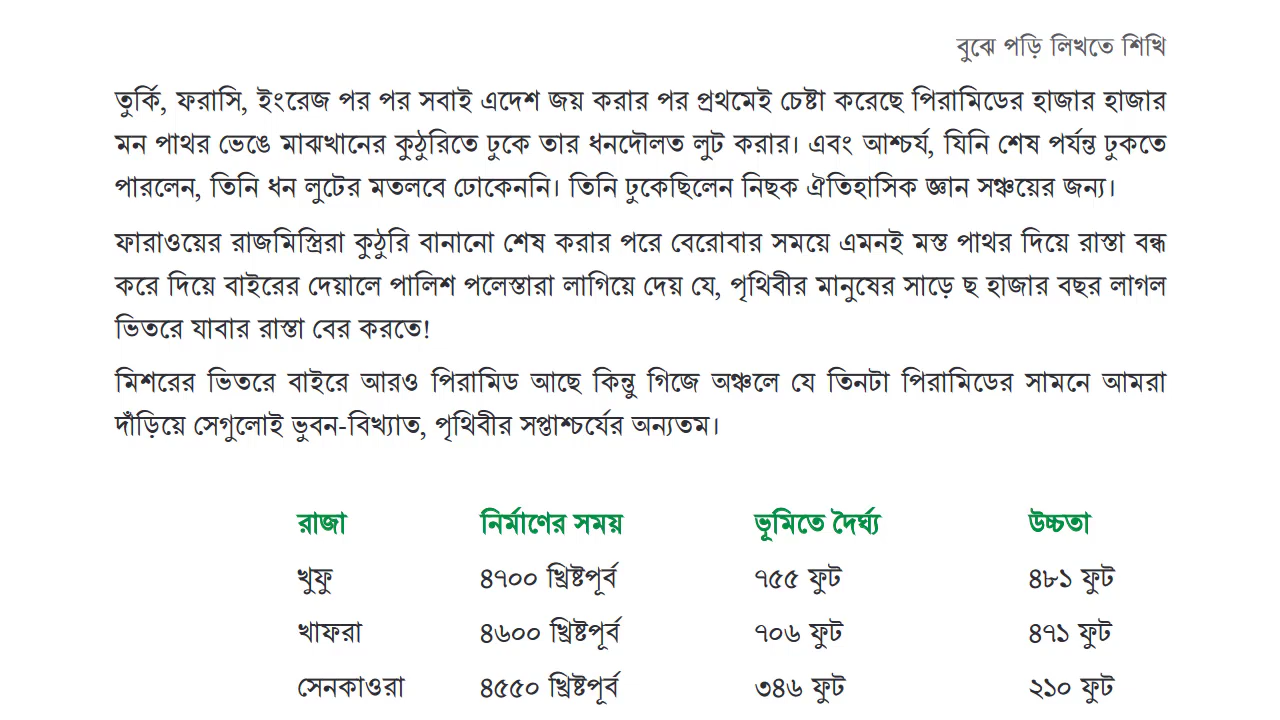 বুঝে পড়ি লিখতে শিখি
তুর্কি, ফরাসি, ইংরেজ পর পর সবাই এদেশ জয় করার পর প্রথমেই চেষ্টা করেছে পিরামিডের হাজার হাজার
মন পাথর ভেঙে মাঝখানের কুঠুরিতে ঢুকে তার ধনদৌলত লুট করার। এবং আশ্চর্য, যিনি শেষ পর্যন্ত ঢুকতে
পারলেন, তিনি ধন লুটের মতলবে ঢোকেননি। তিনি ঢুকেছিলেন নিছক ঐতিহাসিক জ্ঞান সঞ্চয়ের জন্য।
ফারাওয়ের রাজমিস্ত্রিরা কুঠুরি বানানো শেষ করার পরে বেরোবার সময়ে এমনই মস্ত পাথর দিয়ে রাস্তা বন্ধ
করে দিয়ে বাইরের দেয়ালে পালিশ পলেস্তারা লাগিয়ে দেয় যে, পৃথিবীর মানুষের সাড়ে ছ হাজার বছর লাগল
ভিতরে যাবার রাস্তা বের করতে!
মিশরের ভিতরে বাইরে আরও পিরামিড আছে কিন্তু গিজে অঞ্চলে যে তিনটা পিরামিডের সামনে আমরা
দাঁড়িয়ে সেগুলোই ভুবন-বিখ্যাত, পৃথিবীর সপ্তাশ্চর্যের অন্যতম।
রাজা নির্মাণের সময় ভূমিতে দৈর্ঘ্য উচ্চতা
খুফু ৪৭০০ খ্রিষ্টপূর্ব ৭৫৫ ফুট ৪৮১ ফুট
খাফরা ৪৬০০ খ্রিষ্টপূর্ব ৭০৬ ফুট ৪৭১ ফুট
সেনকাওরা ৪৫৫০ খ্রিষ্টপূর্ব ৩৪৬ ফুট ২১০ ফুট